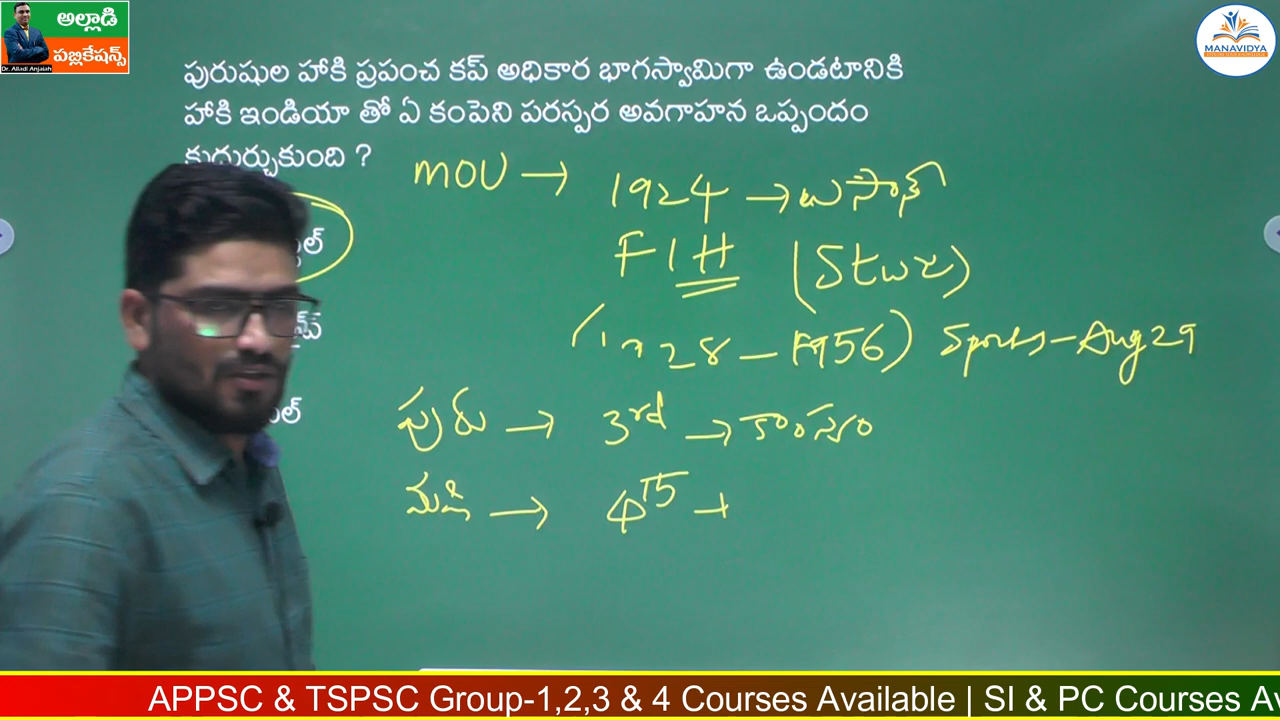 అల్లాడి
పబ్లికేషన్స్
Dr. Alladi Anjaiah
MANAVIDYA
పురుషుల హాకి ప్రపంచ కప్ అధికార భాగస్వామిగా ఉండటానికి
హాకి ఇండియా తో ఏ కంపెని పరస్పర అవగాహన ఒప్పందం
కుదుర్చుకుంది ?
MOU → 1924 →
FIH
28 - 1956) Sports - Aug 29
పురు → 3rd → కాంస్యం
మహి → 4th
APPSC & TSPSC Group-1,2,3 & 4 Courses Available | SI & PC Courses Av